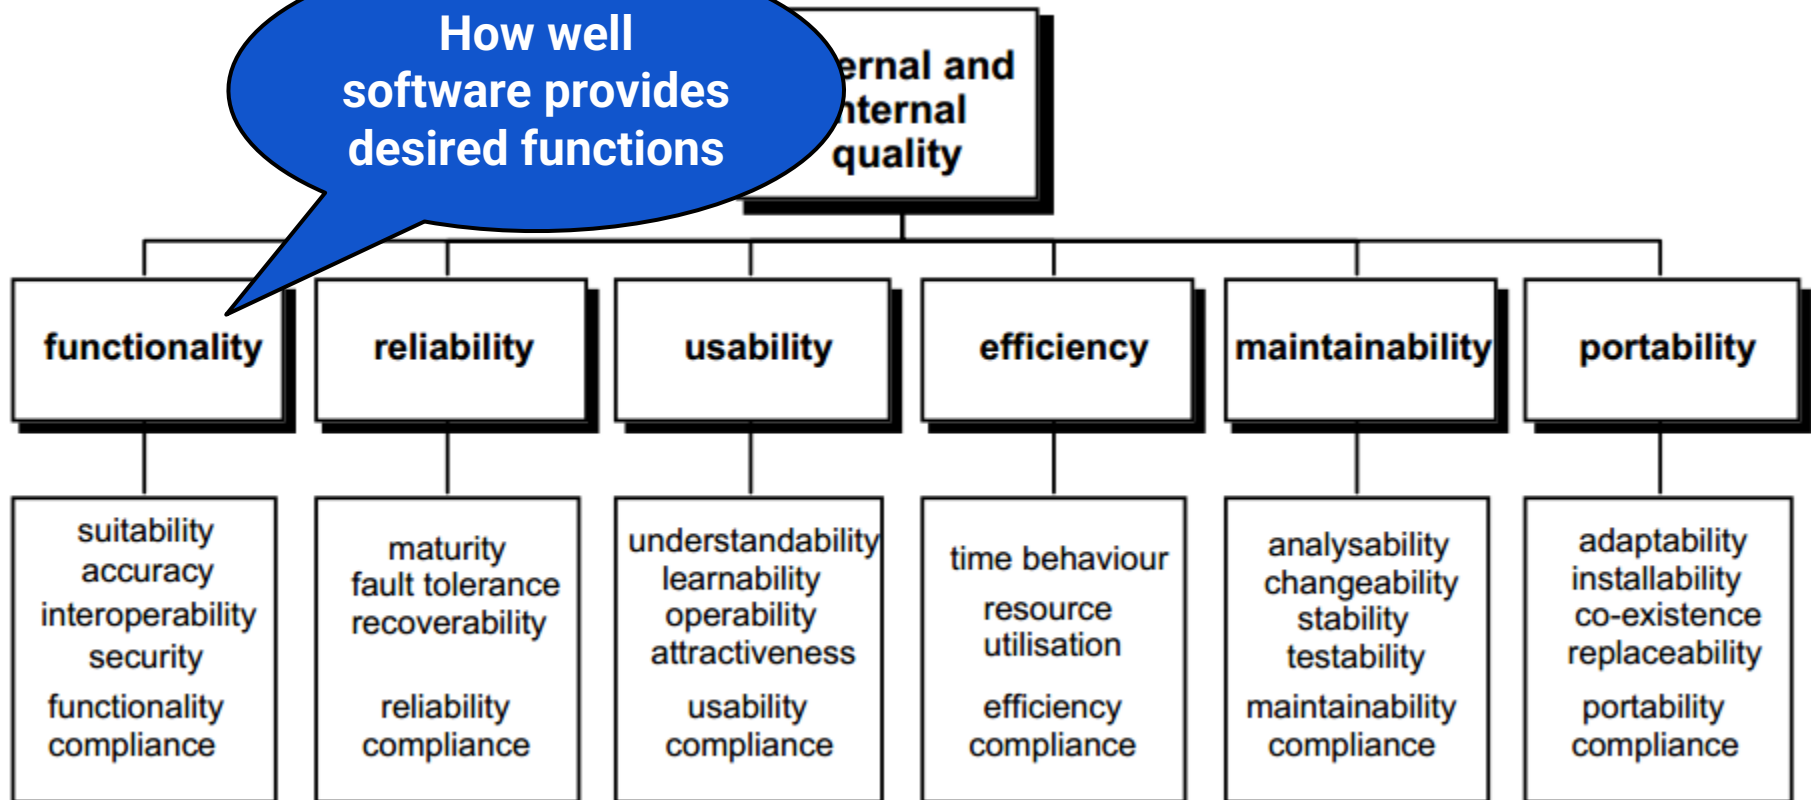 How well
software provides
desired functions
ernal and
nternal
quality
functionality
reliability
usability
efficiency
maintainability
portability
suitability
accuracy
interoperability
security
functionality
compliance
maturity
fault tolerance
recoverability
reliability
compliance
understandability
learnability
operability
attractiveness
usability
compliance
time behaviour
resource
utilisation
efficiency
compliance
analysability
changeability
stability
testability
maintainability
compliance
adaptability
installability
co-existence
replaceability
portability
compliance